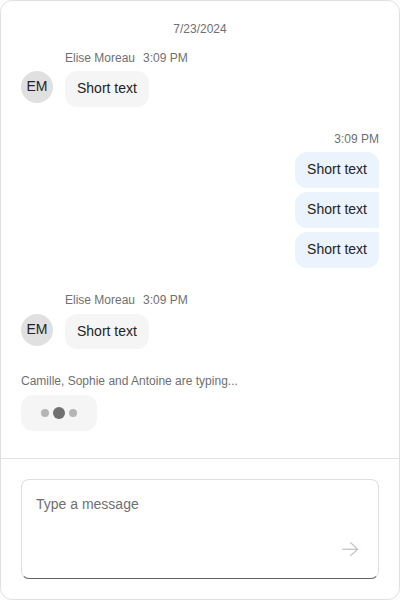 7/23/2024
Elise Moreau 3:09 PM
EM
Short text
3:09 PM
Short text
Short text
Short text
Elise Moreau 3:09 PM
EM
Short text
Camille, Sophie and Antoine are typing...
Type a message